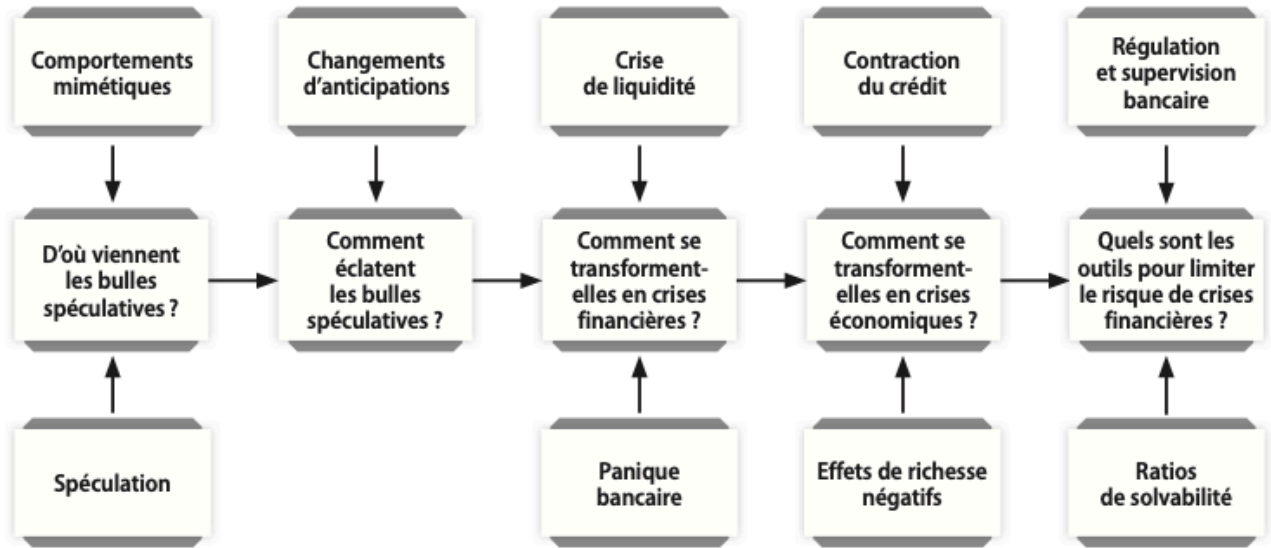 Comportements
mimétiques
Changements
d'anticipations
Crise
de liquidité
Contraction
du crédit
Régulation
et supervision
bancaire
D'où viennent
les bulles
spéculatives ?
Comment
éclatent
les bulles
spéculatives ?
Comment se
transforment-
elles en crises
financières ?
Comment se
transforment-
elles en crises
économiques ?
Quels sont les
outils pour limiter
le risque de crises
financières ?
Spéculation
Panique
bancaire
Effets de richesse
négatifs
Ratios
de solvabilité